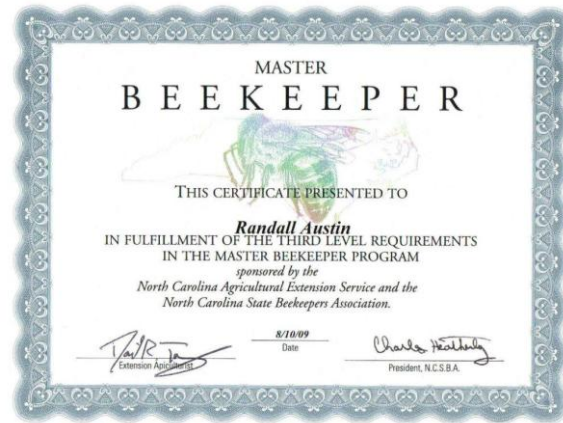 MASTER
BEEKEEPER
THIS CERTIFICATE PRESENTED TO
Randall Austin
IN FULFILLMENT OF THE THIRD LEVEL REQUIREMENTS
IN THE MASTER BEEKEEPER PROGRAM
sponsored by the
North Carolina Agricultural Extension Service and the
North Carolina State Beekeepers Association.
8/10/09
Date
Charles Heatherly
Extension Apiculturist
President, N.C.S.B.A.